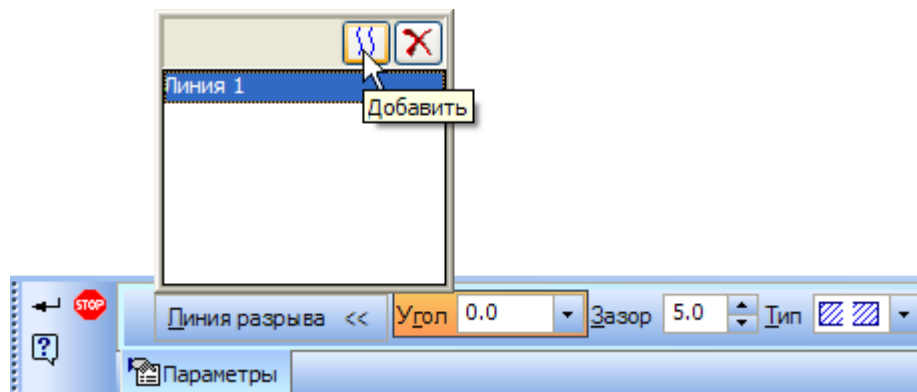 Линия 1
Добавить
STOP
Линия разрыва << Угол 0.0 Зазор 5.0 Тип
Параметры